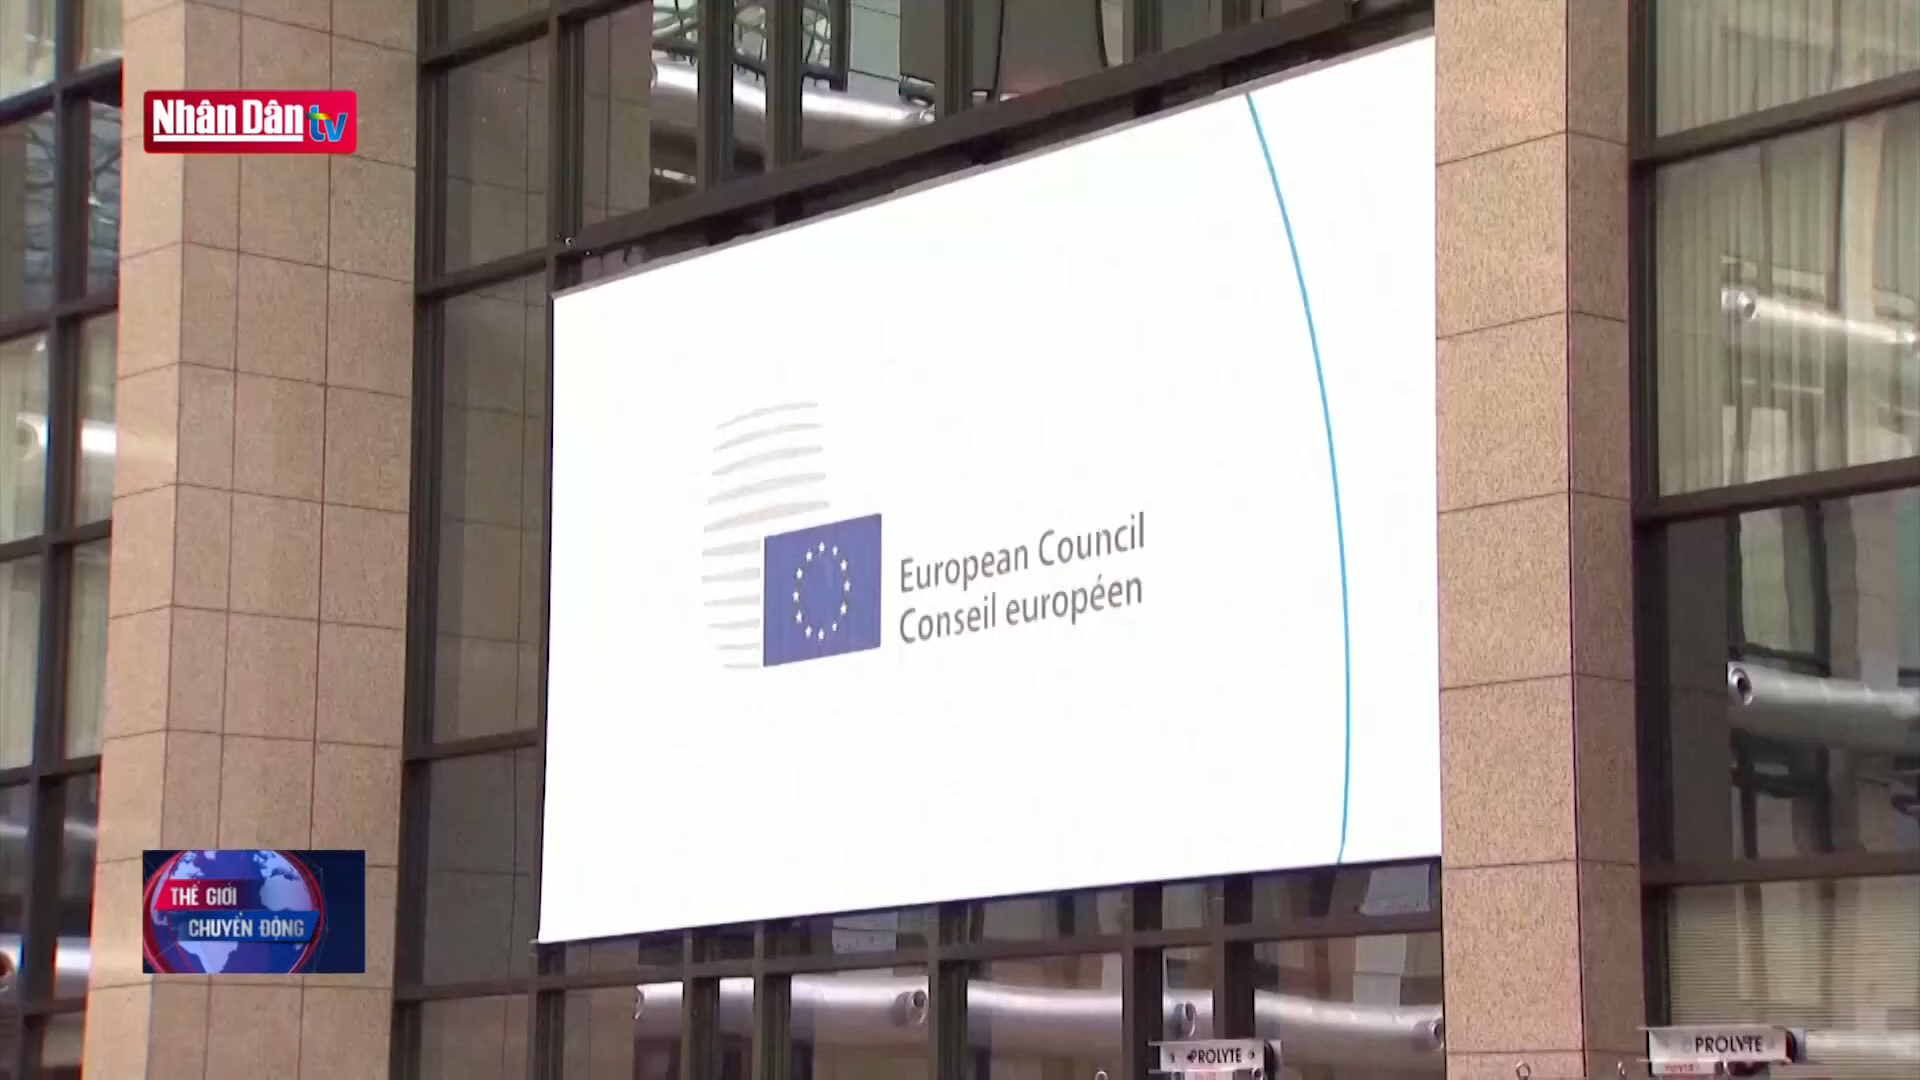 Nhân Dân tv
European Council
Conseil européen
THẾ GIỚI
CHUYỂN ĐỘNG
PROLYTE
PROLYTE